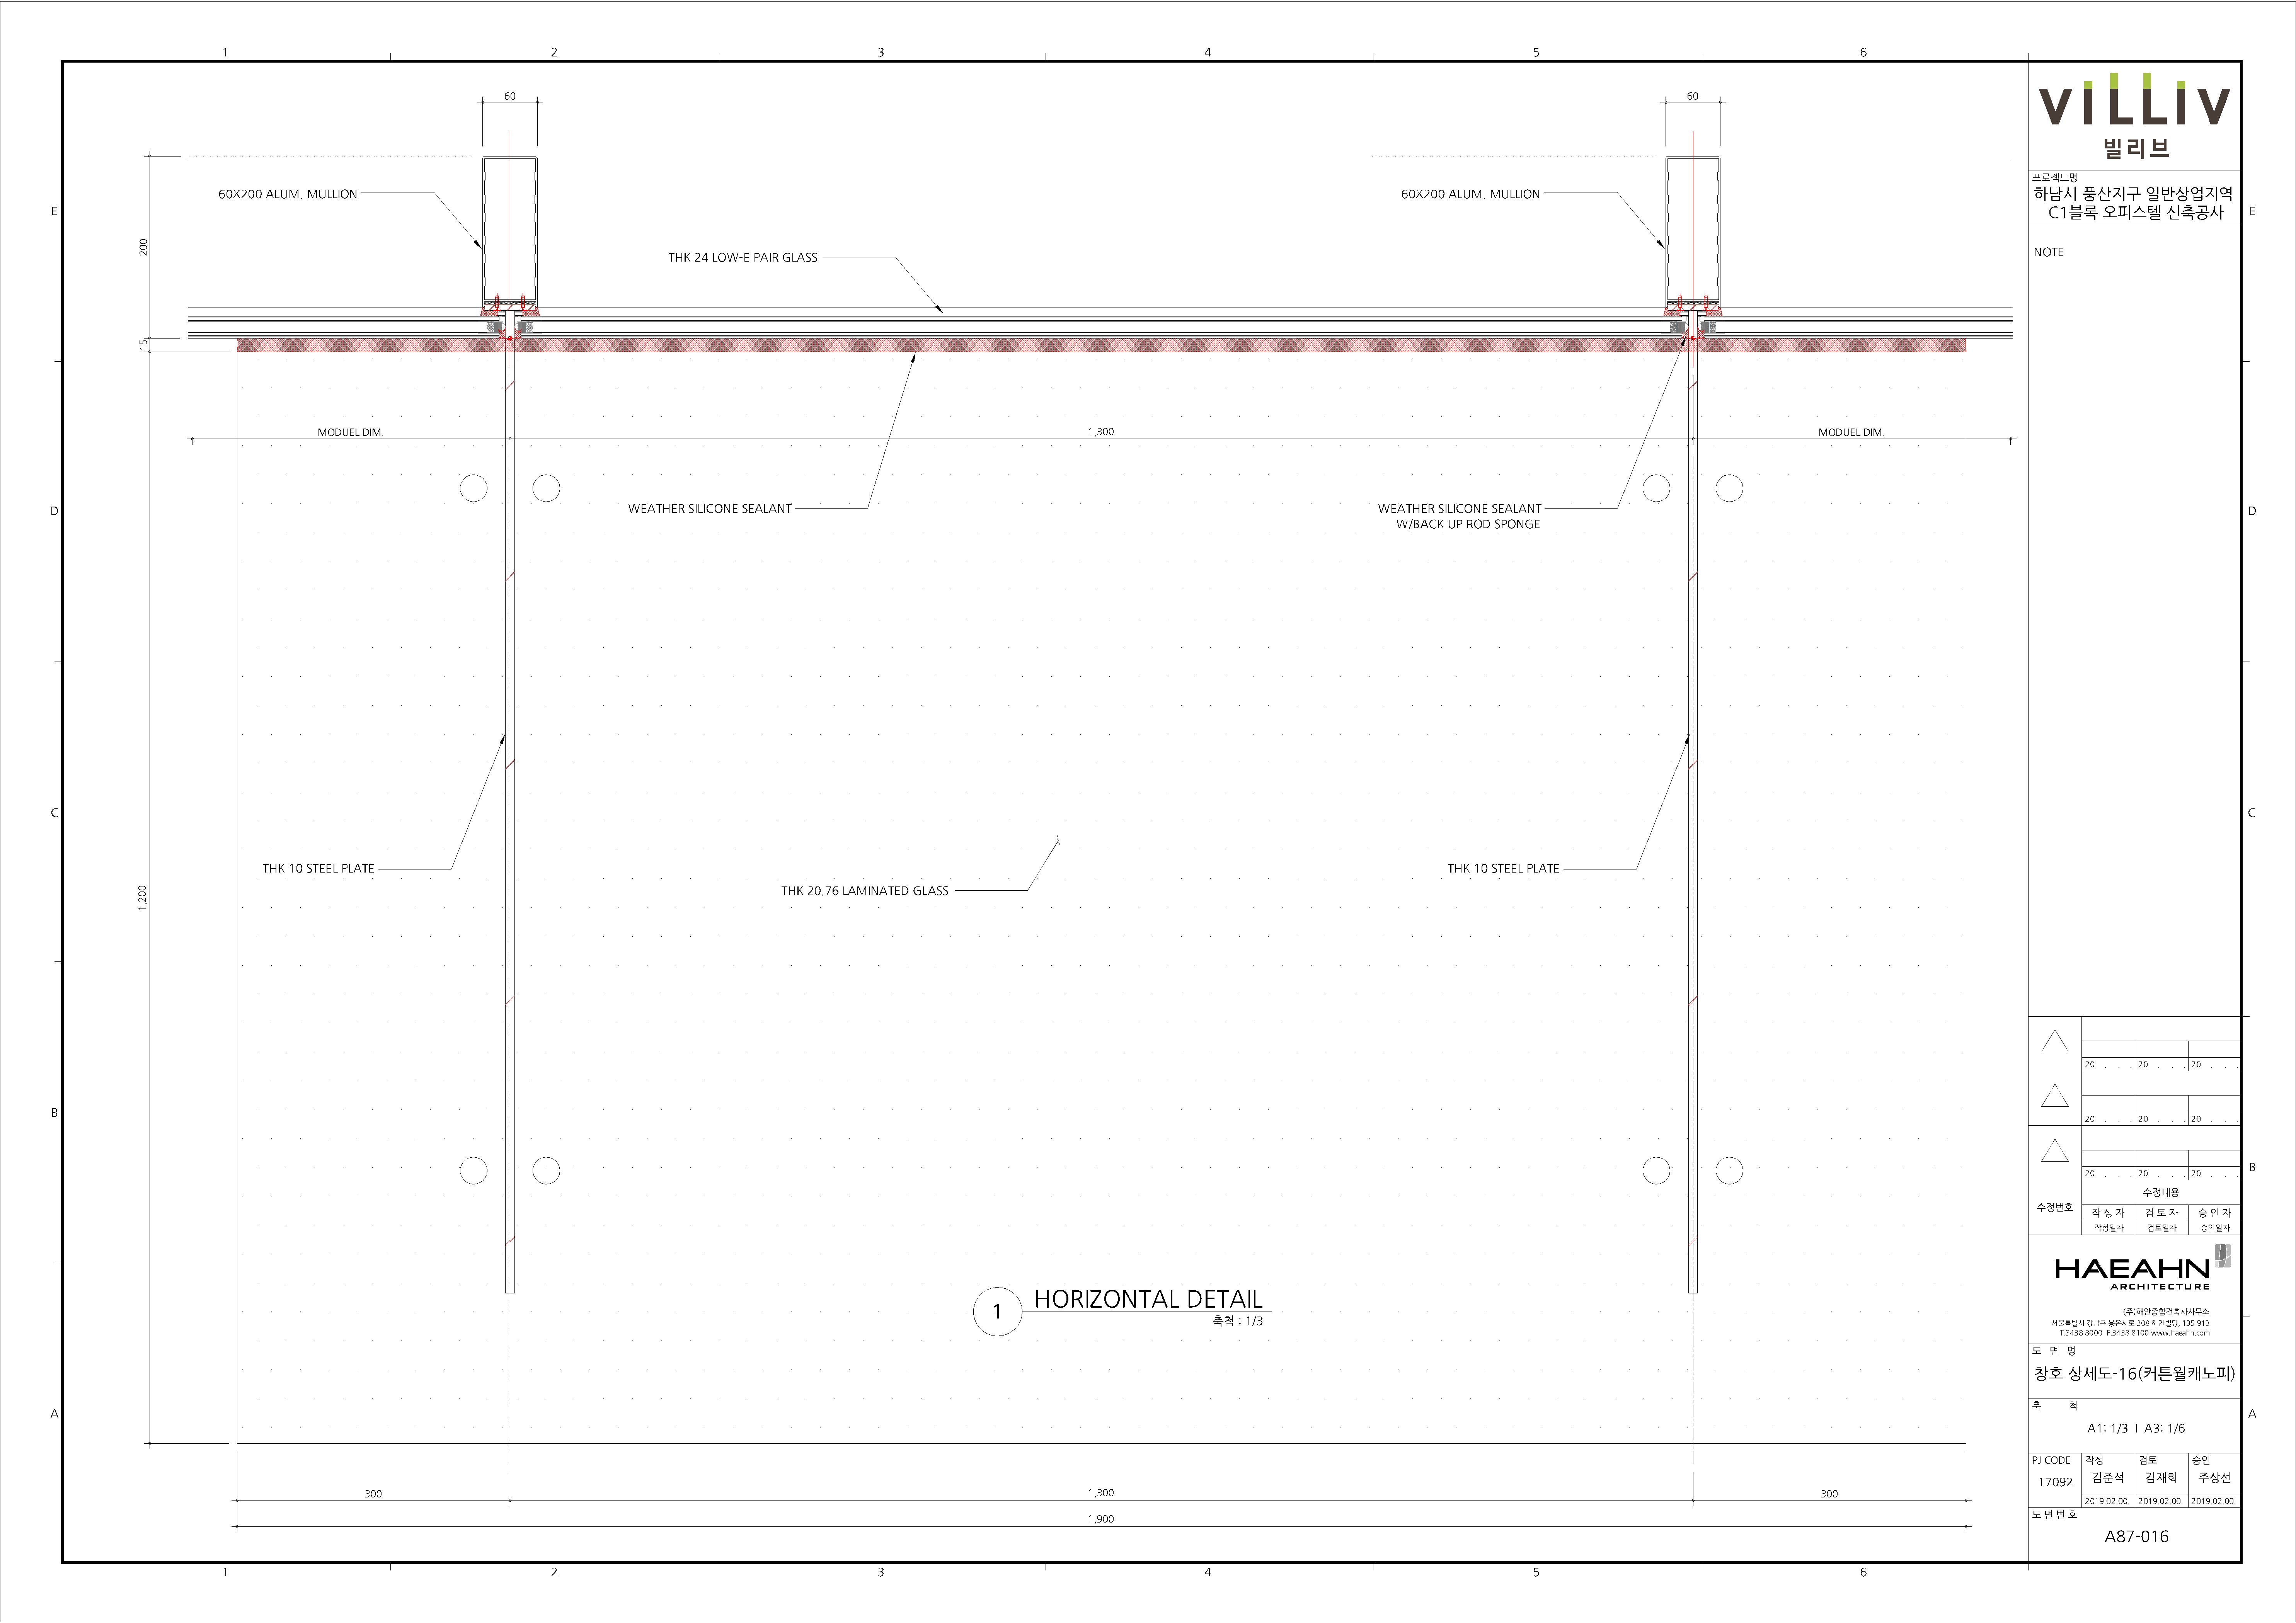 1 2 3 4 5 6
60 60
60X200 ALUM. MULLION
60X200 ALUM. MULLION
THK 24 LOW-E PAIR GLASS
200
15
MODUEL DIM.
1,300
MODUEL DIM.
WEATHER SILICONE SEALANT
WEATHER SILICONE SEALANT
W/BACK UP ROD SPONGE
THK 10 STEEL PLATE
THK 10 STEEL PLATE
THK 20.76 LAMINATED GLASS
1,200
1
HORIZONTAL DETAIL
축척 : 1/3
300 1,300 300
1,900
E
D
C
B
A
1 2 3 4 5 6
E
D
C
B
A
VILLIV
빌리브
프로젝트명
하남시 풍산지구 일반상업지역
C1블록 오피스텔 신축공사
NOTE
20 . . . 20 . . . 20 . . .
20 . . . 20 . . . 20 . . .
20 . . . 20 . . . 20 . . .
수정번호
수정내용
작 성 자 검 토 자 승 인 자
작성일자 검토일자 승인일자
HAEAHN
ARCHITECTURE
(주)해안종합건축사사무소
서울특별시 강남구 봉은사로 208 해안빌딩, 135-913
T.3438 8000 F.3438 8100 www.haeahn.com
도 면 명
창호 상세도-16(커튼월캐노피)
축 척
A1: 1/3 I A3: 1/6
PJ CODE 작성 검토 승인
17092 김준석 김재희 주상선
2019.02.00. 2019.02.00. 2019.02.00.
도 면 번 호
A87-016